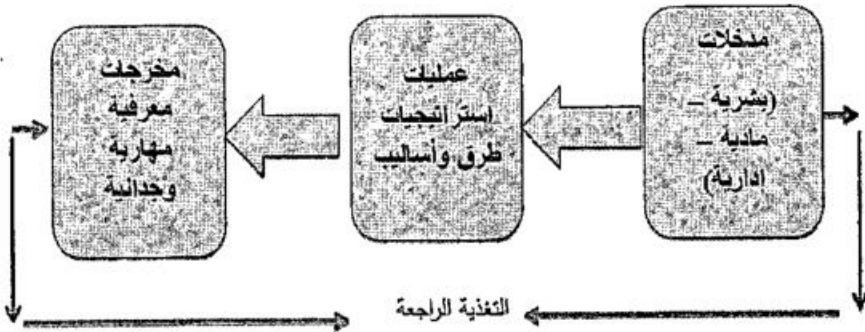 مدخلات
(بشرية –
مادية –
ادارية)
عمليات
استراتيجيات
طرق وأساليب
مخرجات
معرفية
مهارية
وجدانية
التغذية الراجعة